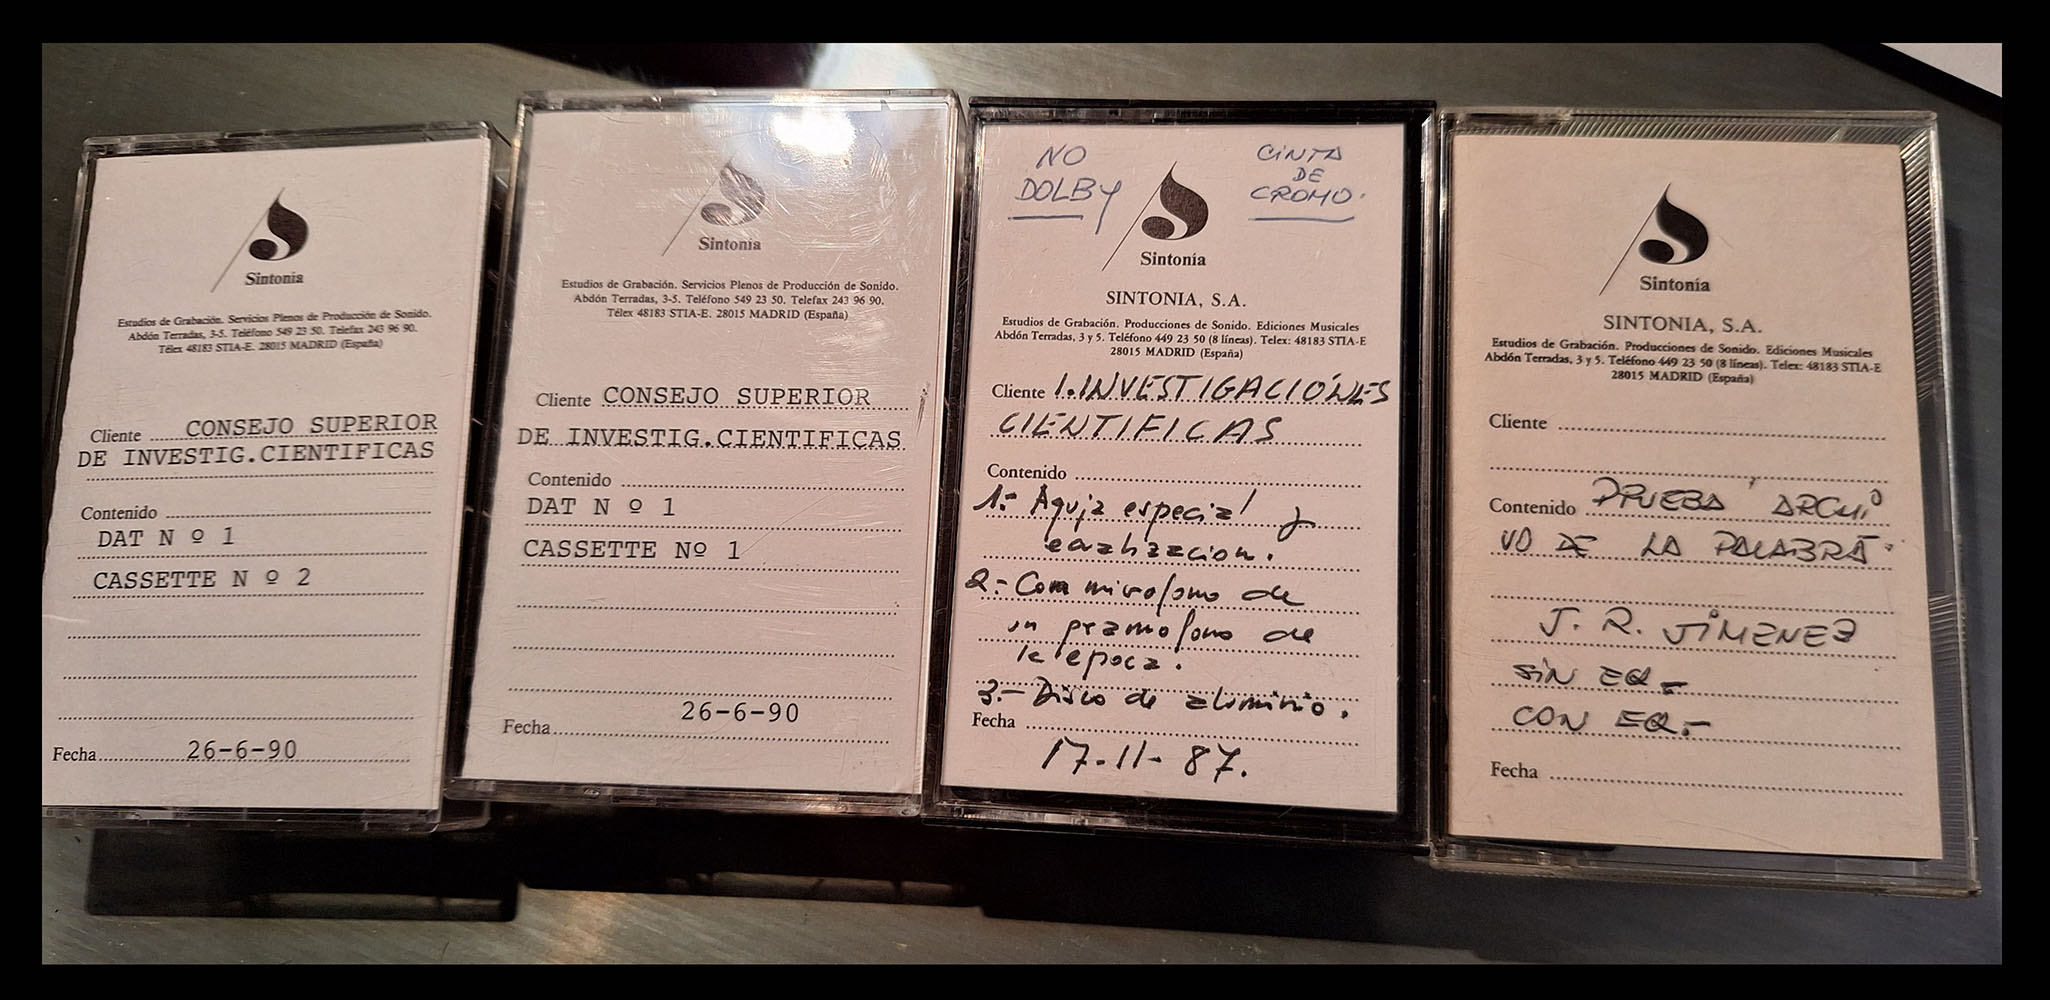 Sintonía
Estudios de Grabación. Servicios Plenos de Producción de Sonido.
Abdón Terradas, 3-5. Teléfono 549 23 50. Telefax 243 96 90.
Télex 48183 STIA-E. 28015 MADRID (España)
Cliente CONSEJO SUPERIOR
DE INVESTIG.CIENTIFICAS
Contenido
DAT N º 1
CASSETTE N º 2
Fecha 26-6-90
Sintonía
Estudios de Grabación. Servicios Plenos de Producción de Sonido.
Abdón Terradas, 3-5. Teléfono 549 23 50. Telefax 243 96 90.
Télex 48183 STIA-E. 28015 MADRID (España)
Cliente CONSEJO SUPERIOR
DE INVESTIG.CIENTIFICAS
Contenido
DAT N º 1
CASSETTE Nº 1
Fecha 26-6-90
NO
DOLBY
CINTA
DE
CROMO.
Sintonía
SINTONIA, S.A.
Estudios de Grabación. Producciones de Sonido. Ediciones Musicales
Abdón Terradas, 3 y 5. Teléfono 449 23 50 (8 líneas). Telex: 48183 STIA-E
28015 MADRID (España)
Cliente I.INVESTIGACIÓNES
CIENTIFICAS
Contenido
1.- Aguja especial y
2.- Con microfono de
un gramofono de
la epoca.
3.- Disco de aluminio.
Fecha
17-11-87.
Sintonía
SINTONIA, S.A.
Estudios de Grabación. Producciones de Sonido. Ediciones Musicales
Abdón Terradas, 3 y 5. Teléfono 449 23 50 (8 líneas). Telex: 48183 STIA-E
28015 MADRID (España)
Cliente
Contenido PRUEBA ARCHI
VO DE LA PALABRA.
J. R. JIMENEZ
SIN EQ.-
CON EQ.-
Fecha